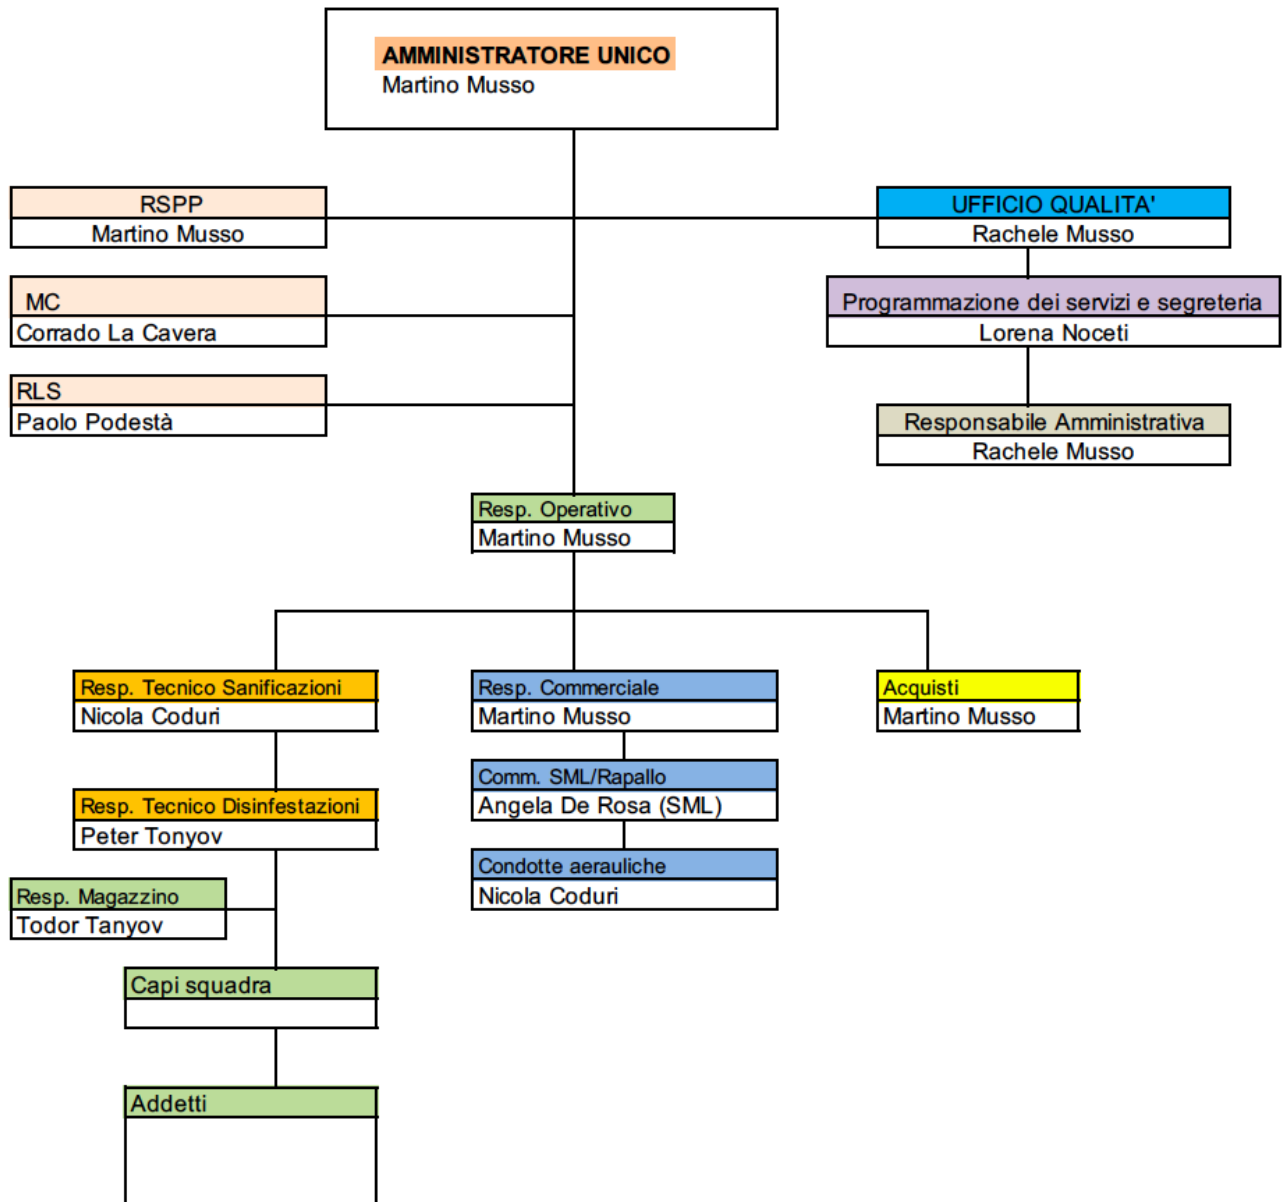 AMMINISTRATORE UNICO
Martino Musso
RSPP
Martino Musso
UFFICIO QUALITA'
Rachele Musso
MC
Corrado La Cavera
Programmazione dei servizi e segreteria
Lorena Noceti
RLS
Paolo Podestà
Responsabile Amministrativa
Rachele Musso
Resp. Operativo
Martino Musso
Resp. Tecnico Sanificazioni
Nicola Coduri
Resp. Commerciale
Martino Musso
Acquisti
Martino Musso
Comm. SML/Rapallo
Angela De Rosa (SML)
Resp. Tecnico Disinfestazioni
Peter Tonyov
Condotte aerauliche
Nicola Coduri
Resp. Magazzino
Todor Tanyov
Capi squadra
Addetti